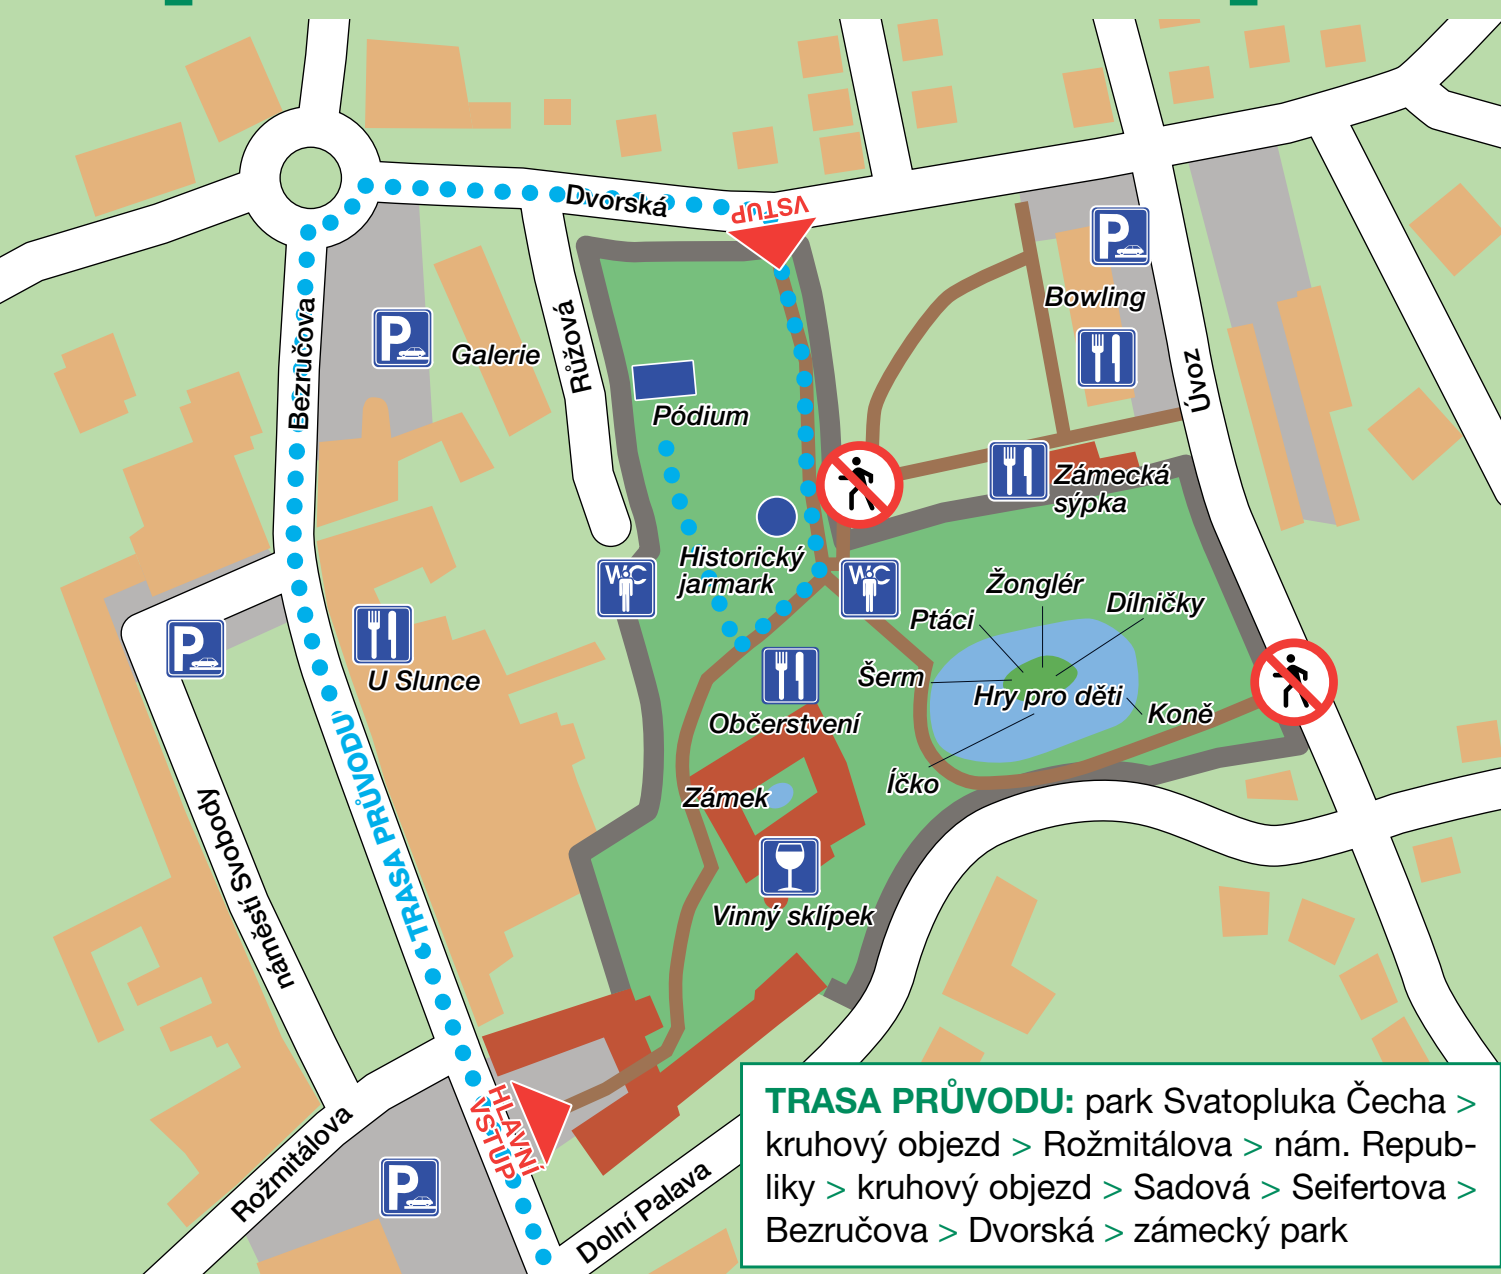 Dvorská
VSTUP
P
Bowling
Bezručova
P
Galerie
Růžová
Úvoz
Pódium
Zámecká
sýpka
Historický
jarmark
WC
WC
Žonglér
Dílničky
Ptáci
P
U Slunce
Šerm
Hry pro děti
Koně
Občerstvení
Íčko
Zámek
TRASA PRŮVODU
náměstí Svobody
Vinný sklípek
HLAVNÍ
VSTUP
Rožmitálova
P
Dolní Palava
TRASA PRŮVODU: park Svatopluka Čecha >
kruhový objezd > Rožmitálova > nám. Repub-
liky > kruhový objezd > Sadová > Seifertova >
Bezručova > Dvorská > zámecký park